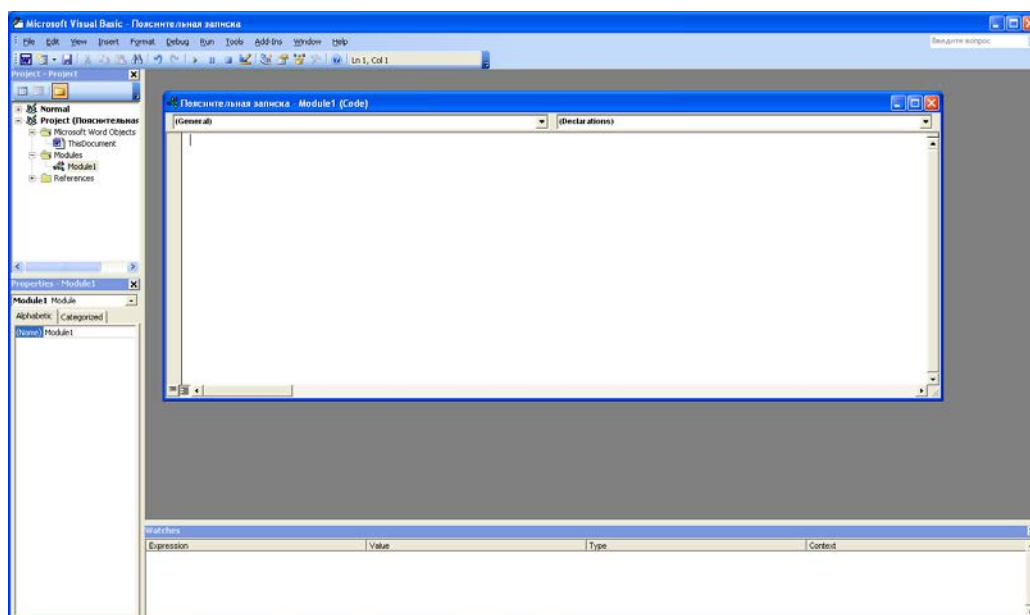 Microsoft Visual Basic - Пояснительная записка
File Edit View Insert Format Debug Run Tools Add-Ins Window Help
Введите вопрос
Ln 1, Col 1
Project - Project
Normal
Project (Пояснительная
Microsoft Word Objects
ThisDocument
Modules
Module1
References
Пояснительная записка - Module1 (Code)
(General) (Declarations)
Properties - Module1
Module1 Module
Alphabetic Categorized
(Name) Module1
Watches
Expression Value Type Context